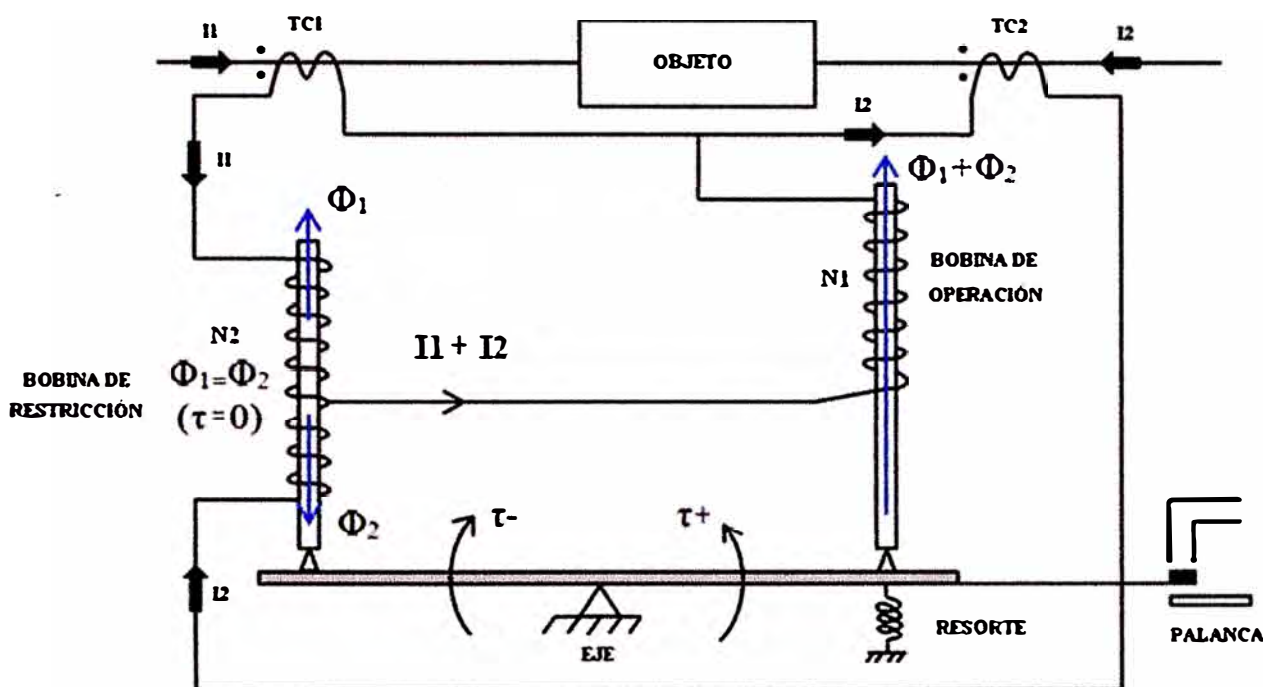 I1
TC1
OBJETO
TC2
I2
I2
I1
Φ1
Φ1+Φ2
N2
Φ1=Φ2
(τ=0)
BOBINA DE
RESTRICCIÓN
I1 + I2
N1
BOBINA DE
OPERACIÓN
Φ2
τ-
τ+
I2
EJE
RESORTE
PALANCA